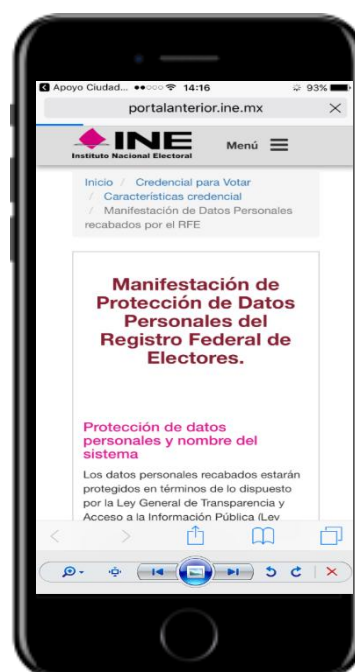 Apoyo Ciudad... 14:16 93%
portalanterior.ine.mx
INE
Instituto Nacional Electoral
Menú
Inicio / Credencial para Votar
/ Características credencial
/ Manifestación de Datos Personales
recabados por el RFE
Manifestación de
Protección de Datos
Personales del
Registro Federal de
Electores.
Protección de datos
personales y nombre del
sistema
Los datos personales recabados estarán
protegidos en términos de lo dispuesto
por la Ley General de Transparencia y
Acceso a la Información Pública (Ley